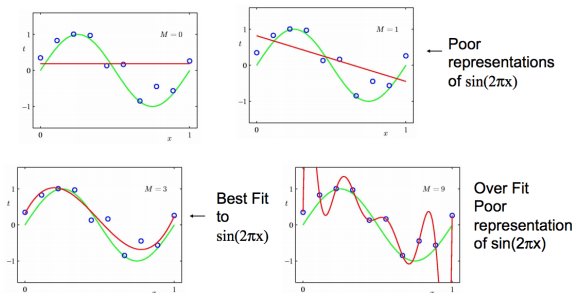 M = 0
1
t
0
−1
0
x
1
M = 1
1
t
0
−1
0
x
1
Poor
representations
of sin(2πx)
M = 3
1
t
0
−1
0
x
1
Best Fit
to
sin(2πx)
M = 9
1
t
0
−1
0
x
1
Over Fit
Poor
representation
of sin(2πx)